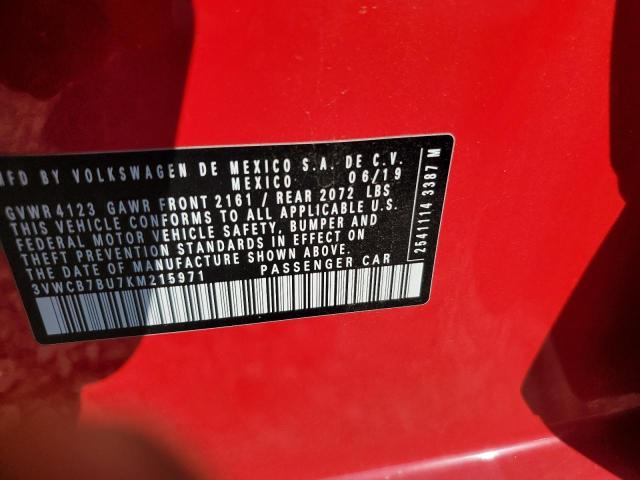 MFD BY VOLKSWAGEN DE MEXICO S.A. DE C.V.
MEXICO 06/19
GVWR 4123 GAWR FRONT 2161 / REAR 2072 LBS
THIS VEHICLE CONFORMS TO ALL APPLICABLE U.S.
FEDERAL MOTOR VEHICLE SAFETY, BUMPER AND
THEFT PREVENTION STANDARDS IN EFFECT ON
THE DATE OF MANUFACTURE SHOWN ABOVE.
3VWCB7BU7KM215971 PASSENGER CAR
2541114 3387 M